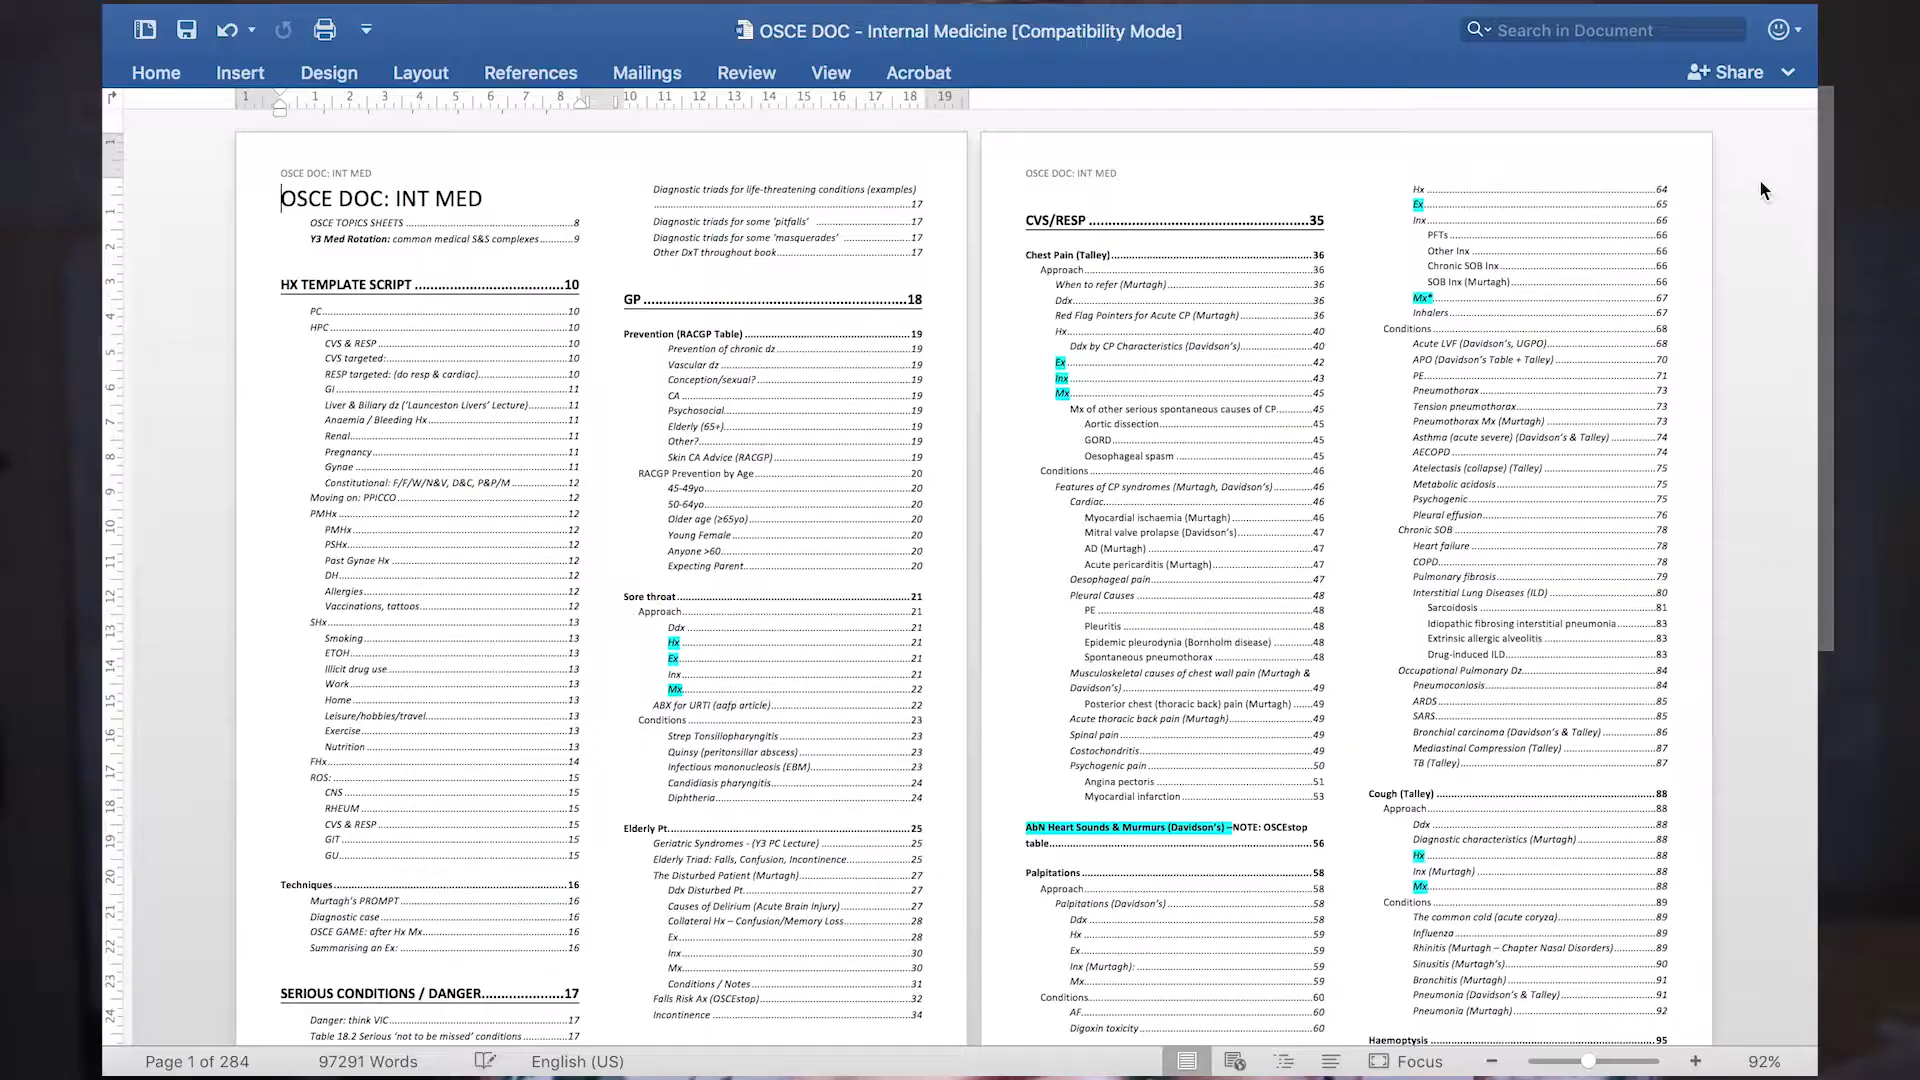 OSCE DOC - Internal Medicine [Compatibility Mode]
Search in Document
Home Insert Design Layout References Mailings Review View Acrobat
Share
1 1 2 3 4 5 6 7 8 10 11 12 13 14 15 16 17 18 19
OSCE DOC: INT MED
OSCE DOC: INT MED
OSCE TOPICS SHEETS 8
Y3 Med Rotation: common medical S&S complexes 9
HX TEMPLATE SCRIPT 10
PC 10
HPC 10
CVS & RESP 10
CVS targeted: 10
RESP targeted: (do resp & cardiac) 10
GI 11
Liver & Biliary dz ('Launceston Livers' Lecture) 11
Anaemia / Bleeding Hx 11
Renal 11
Pregnancy 11
Gynae 11
Constitutional: F/F/W/N&V, D&C, P&P/M 12
Moving on: PPICCO 12
PMHx 12
PMHx 12
PSHx 12
Past Gynae Hx 12
DH 12
Allergies 12
Vaccinations, tattoos 12
SHx 13
Smoking 13
ETOH 13
Illicit drug use 13
Work 13
Home 13
Leisure/hobbies/travel 13
Exercise 13
Nutrition 13
FHx 14
ROS: 15
CNS 15
RHEUM 15
CVS & RESP 15
GIT 15
GU 15
Techniques 16
Murtagh's PROMPT 16
Diagnostic case 16
OSCE GAME: after Hx Mx 16
Summarising an Ex: 16
SERIOUS CONDITIONS / DANGER 17
Danger: think VIC 17
Table 18.2 Serious 'not to be missed' conditions 17
Diagnostic triads for life-threatening conditions (examples)
17
Diagnostic triads for some 'pitfalls' 17
Diagnostic triads for some 'masquerades' 17
Other DxT throughout book 17
GP 18
Prevention (RACGP Table) 19
Prevention of chronic dz 19
Vascular dz 19
Conception/sexual? 19
CA 19
Psychosocial 19
Elderly (65+) 19
Other? 19
Skin CA Advice (RACGP) 19
RACGP Prevention by Age 20
45-49yo 20
50-64yo 20
Older age (≥65yo) 20
Young Female 20
Anyone >60 20
Expecting Parent 20
Sore throat 21
Approach 21
Ddx 21
Hx 21
Ex 21
Inx 21
Mx 22
ABX for URTI (aafp article) 22
Conditions 23
Strep Tonsillopharyngitis 23
Quinsy (peritonsillar abscess) 23
Infectious mononucleosis (EBM) 23
Candidiasis pharyngitis 24
Diphtheria 24
Elderly Pt. 25
Geriatric Syndromes - (Y3 PC Lecture) 25
Elderly Triad: Falls, Confusion, Incontinence 25
The Disturbed Patient (Murtagh) 27
Ddx Disturbed Pt. 27
Causes of Delirium (Acute Brain Injury) 27
Collateral Hx – Confusion/Memory Loss 28
Ex 28
Inx 30
Mx 30
Conditions / Notes 31
Falls Risk Ax (OSCEstop) 32
Incontinence 34
OSCE DOC: INT MED
CVS/RESP 35
Chest Pain (Talley) 36
Approach 36
When to refer (Murtagh) 36
Ddx 36
Red Flag Pointers for Acute CP (Murtagh) 36
Hx 40
Ddx by CP Characteristics (Davidson's) 40
Ex 42
Inx 43
Mx 45
Mx of other serious spontaneous causes of CP 45
Aortic dissection 45
GORD 45
Oesophageal spasm 45
Conditions 46
Features of CP syndromes (Murtagh, Davidson's) 46
Cardiac 46
Myocardial ischaemia (Murtagh) 46
Mitral valve prolapse (Davidson's) 47
AD (Murtagh) 47
Acute pericarditis (Murtagh) 47
Oesophageal pain 47
Pleural Causes 48
PE 48
Pleuritis 48
Epidemic pleurodynia (Bornholm disease) 48
Spontaneous pneumothorax 48
Musculoskeletal causes of chest wall pain (Murtagh &
Davidson's) 49
Posterior chest (thoracic back) pain (Murtagh) 49
Acute thoracic back pain (Murtagh) 49
Spinal pain 49
Costochondritis 49
Psychogenic pain 50
Angina pectoris 51
Myocardial infarction 53
AbN Heart Sounds & Murmurs (Davidson's) –NOTE: OSCEstop
table 56
Palpitations 58
Approach 58
Palpitations (Davidson's) 58
Ddx 58
Hx 59
Ex 59
Inx (Murtagh): 59
Mx 59
Conditions 60
AF 60
Digoxin toxicity 60
Hx 64
Ex 65
Inx 66
PFTs 66
Other Inx 66
Chronic SOB Inx 66
SOB Inx (Murtagh) 66
Mx* 67
Inhalers 67
Conditions 68
Acute LVF (Davidson's, UGPO) 68
APO (Davidson's Table + Talley) 70
PE 71
Pneumothorax 73
Tension pneumothorax 73
Pneumothorax Mx (Murtagh) 73
Asthma (acute severe) (Davidson's & Talley) 74
AECOPD 74
Atelectasis (collapse) (Talley) 75
Metabolic acidosis 75
Psychogenic 75
Pleural effusion 76
Chronic SOB 78
Heart failure 78
COPD 78
Pulmonary fibrosis 79
Interstitial Lung Diseases (ILD) 80
Sarcoidosis 81
Idiopathic fibrosing interstitial pneumonia 83
Extrinsic allergic alveolitis 83
Drug-induced ILD 83
Occupational Pulmonary Dz 84
Pneumoconiosis 84
ARDS 85
SARS 85
Bronchial carcinoma (Davidson's & Talley) 86
Mediastinal Compression (Talley) 87
TB (Talley) 87
Cough (Talley) 88
Approach 88
Ddx 88
Diagnostic characteristics (Murtagh) 88
Hx 88
Inx (Murtagh) 88
Mx 88
Conditions 89
The common cold (acute coryza) 89
Influenza 89
Rhinitis (Murtagh – Chapter Nasal Disorders) 89
Sinusitis (Murtagh's) 90
Bronchitis (Murtagh) 91
Pneumonia (Davidson's & Talley) 91
Pneumonia (Murtagh) 92
Haemoptysis 95
Page 1 of 284 97291 Words English (US) Focus 92%